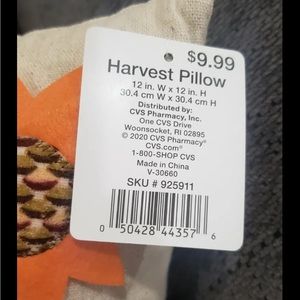 $9.99
Harvest Pillow
12 in. W x 12 in. H
30.4 cm W x 30.4 cm H
Distributed by:
CVS Pharmacy, Inc.
One CVS Drive
Woonsocket, RI 02895
© 2020 CVS Pharmacy®
CVS.com®
1-800-SHOP CVS
Made in China
V-30660
SKU # 925911
0 50428 44357 6